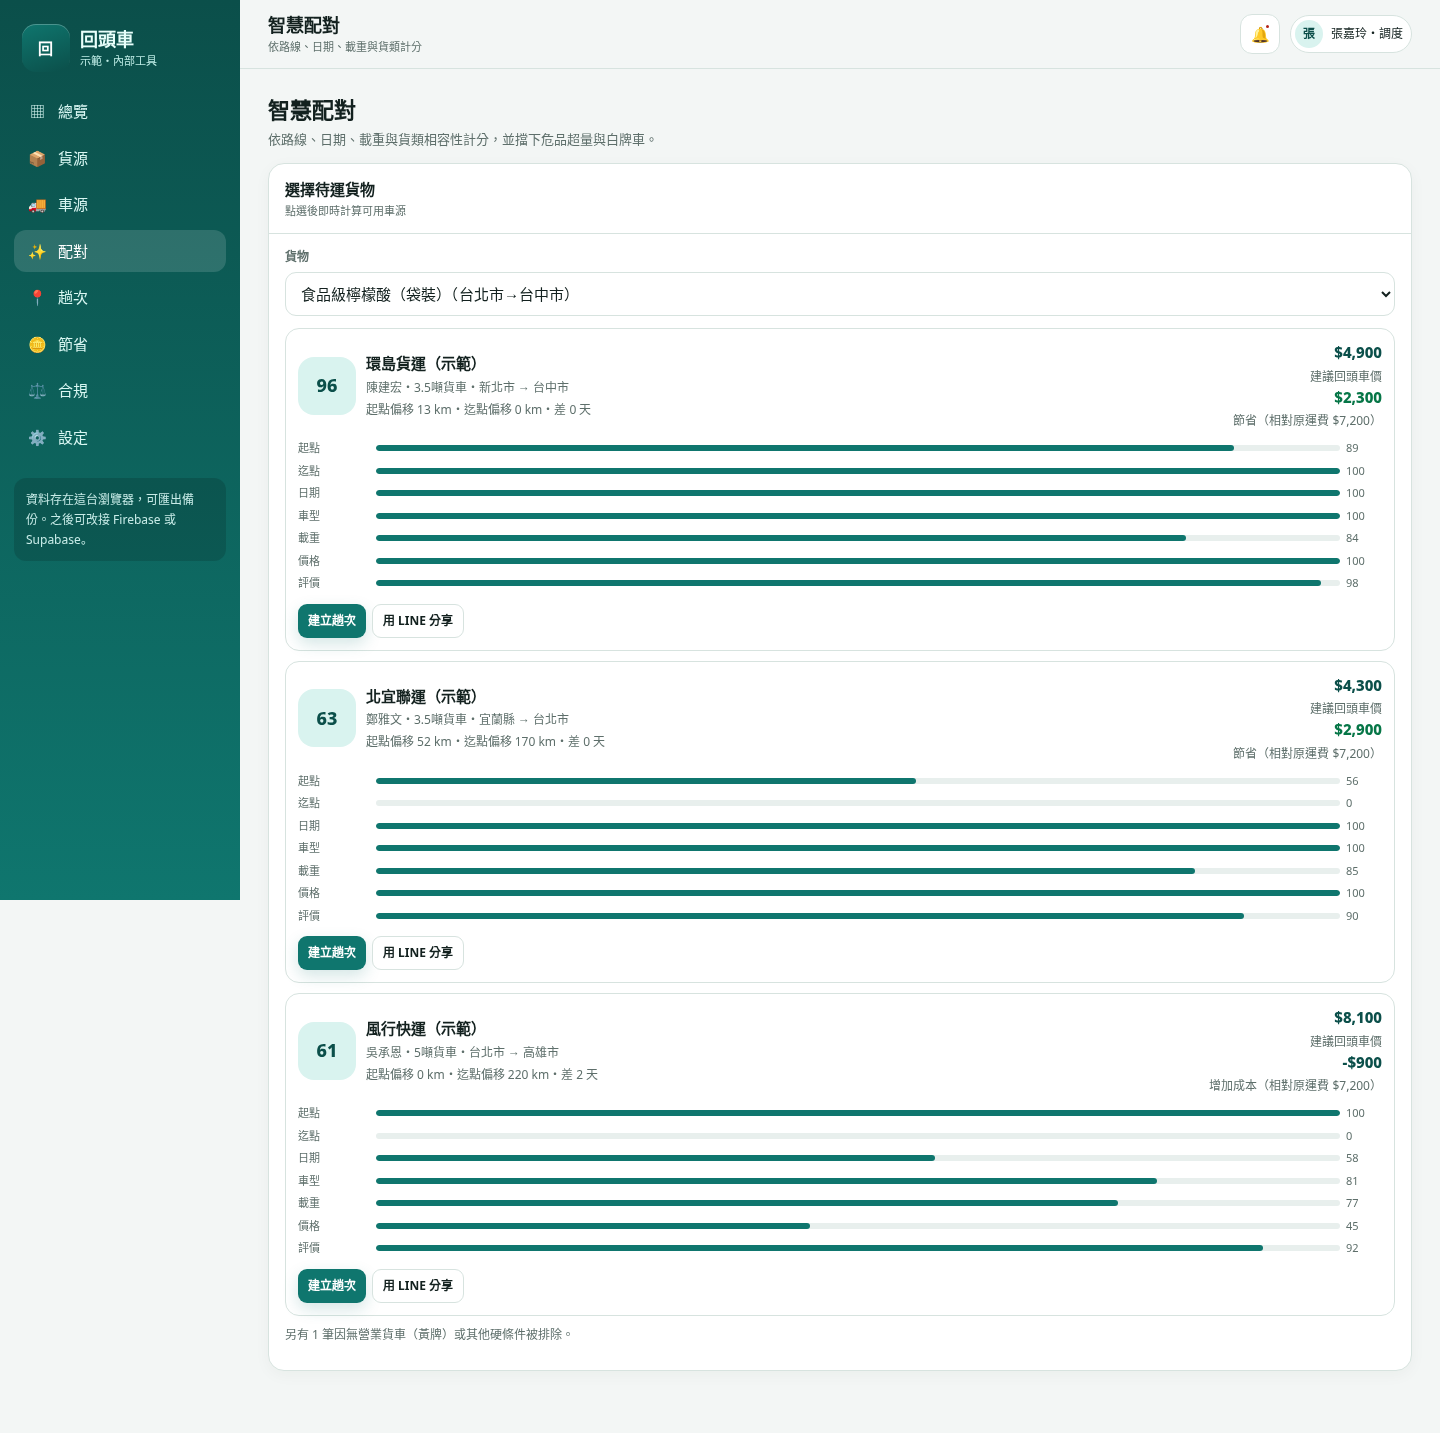 回
回頭車
示範・內部工具
總覽
貨源
車源
配對
趟次
節省
合規
設定
資料存在這台瀏覽器，可匯出備
份。之後可改接 Firebase 或
Supabase。
智慧配對
依路線、日期、載重與貨類計分
張
張嘉玲・調度
智慧配對
依路線、日期、載重與貨類相容性計分，並擋下危品超量與白牌車。
選擇待運貨物
點選後即時計算可用車源
貨物
食品級檸檬酸（袋裝）（台北市→台中市）
96
環島貨運（示範）
陳建宏・3.5噸貨車・新北市 → 台中市
起點偏移 13 km・迄點偏移 0 km・差 0 天
$4,900
建議回頭車價
$2,300
節省（相對原運費 $7,200）
起點 89
迄點 100
日期 100
車型 100
載重 84
價格 100
評價 98
建立趟次
用 LINE 分享
63
北宜聯運（示範）
鄭雅文・3.5噸貨車・宜蘭縣 → 台北市
起點偏移 52 km・迄點偏移 170 km・差 0 天
$4,300
建議回頭車價
$2,900
節省（相對原運費 $7,200）
起點 56
迄點 0
日期 100
車型 100
載重 85
價格 100
評價 90
建立趟次
用 LINE 分享
61
風行快運（示範）
吳承恩・5噸貨車・台北市 → 高雄市
起點偏移 0 km・迄點偏移 220 km・差 2 天
$8,100
建議回頭車價
-$900
增加成本（相對原運費 $7,200）
起點 100
迄點 0
日期 58
車型 81
載重 77
價格 45
評價 92
建立趟次
用 LINE 分享
另有 1 筆因無營業貨車（黃牌）或其他硬條件被排除。